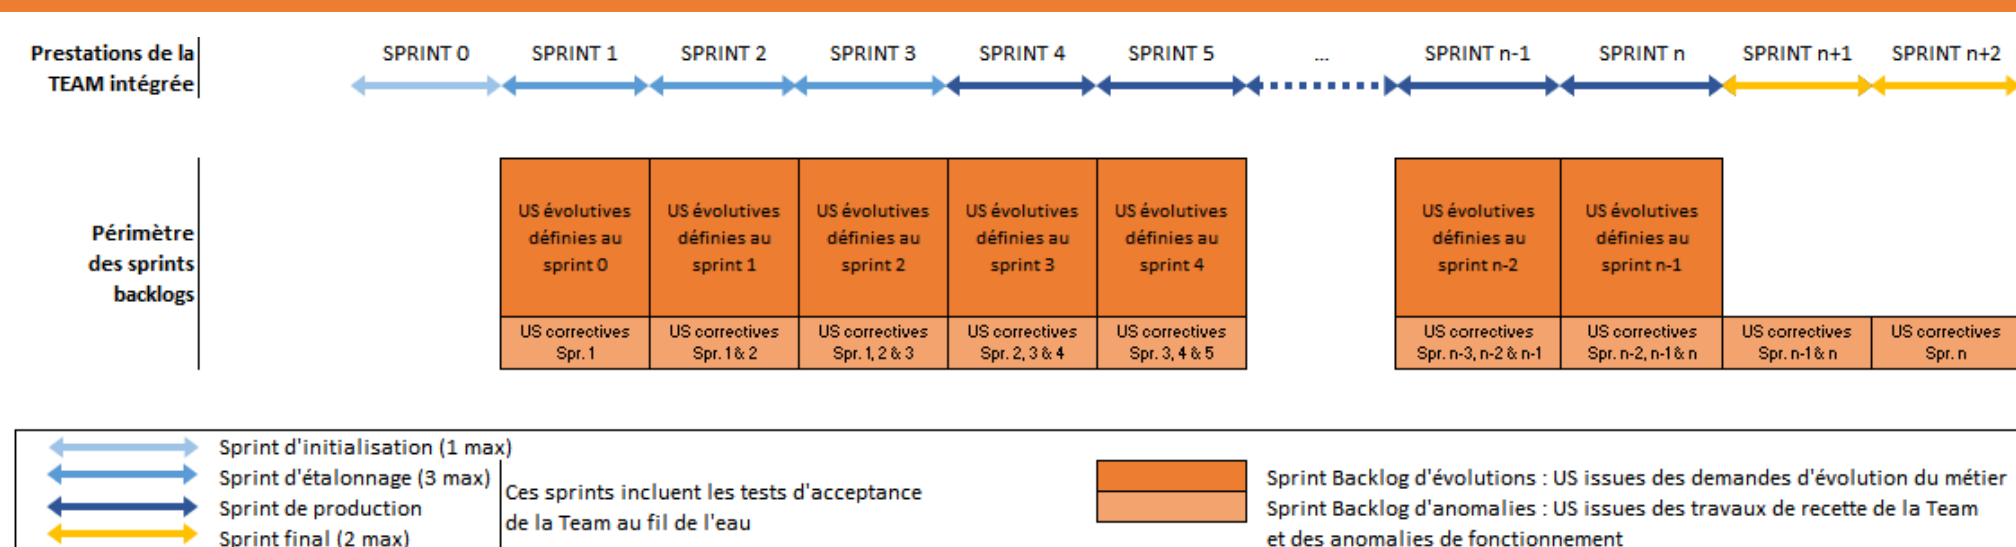 Prestations de la
TEAM intégrée
SPRINT 0
SPRINT 1
SPRINT 2
SPRINT 3
SPRINT 4
SPRINT 5
...
SPRINT n-1
SPRINT n
SPRINT n+1
SPRINT n+2
Périmètre
des sprints
backlogs
US évolutives
définies au
sprint 0
US évolutives
définies au
sprint 1
US évolutives
définies au
sprint 2
US évolutives
définies au
sprint 3
US évolutives
définies au
sprint 4
US évolutives
définies au
sprint n-2
US évolutives
définies au
sprint n-1
US correctives
Spr. 1
US correctives
Spr. 1 & 2
US correctives
Spr. 1, 2 & 3
US correctives
Spr. 2, 3 & 4
US correctives
Spr. 3, 4 & 5
US correctives
Spr. n-3, n-2 & n-1
US correctives
Spr. n-2, n-1 & n
US correctives
Spr. n-1 & n
US correctives
Spr. n
Sprint d'initialisation (1 max)
Sprint d'étalonnage (3 max)
Sprint de production
Sprint final (2 max)
Ces sprints incluent les tests d'acceptance
de la Team au fil de l'eau
Sprint Backlog d'évolutions : US issues des demandes d'évolution du métier
Sprint Backlog d'anomalies : US issues des travaux de recette de la Team
et des anomalies de fonctionnement